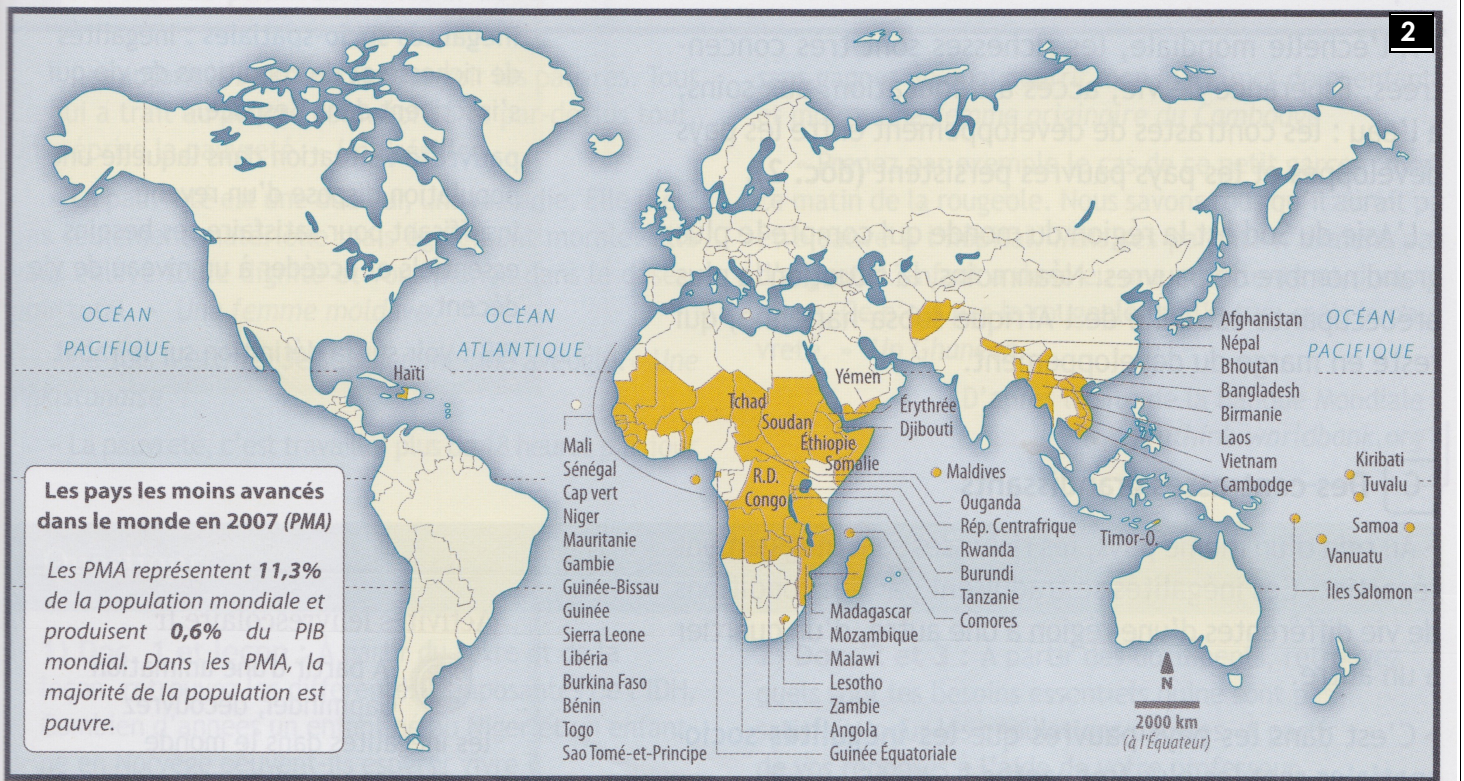 2
OCÉAN
PACIFIQUE
OCÉAN
ATLANTIQUE
OCÉAN
PACIFIQUE
Haïti
Tchad
Soudan
Éthiopie
Somalie
R.D.
Congo
Yémen
Érythrée
Djibouti
Maldives
Ouganda
Rép. Centrafrique
Rwanda
Burundi
Tanzanie
Comores
Afghanistan
Népal
Bhoutan
Bangladesh
Birmanie
Laos
Vietnam
Cambodge
Timor-O.
Kiribati
Tuvalu
Samoa
Vanuatu
Îles Salomon
Mali
Sénégal
Cap vert
Niger
Mauritanie
Gambie
Guinée-Bissau
Guinée
Sierra Leone
Libéria
Burkina Faso
Bénin
Togo
Sao Tomé-et-Principe
Madagascar
Mozambique
Malawi
Lesotho
Zambie
Angola
Guinée Équatoriale
Les pays les moins avancés
dans le monde en 2007 (PMA)
Les PMA représentent 11,3%
de la population mondiale et
produisent 0,6% du PIB
mondial. Dans les PMA, la
majorité de la population est
pauvre.
N
2000 km
(à l'Équateur)